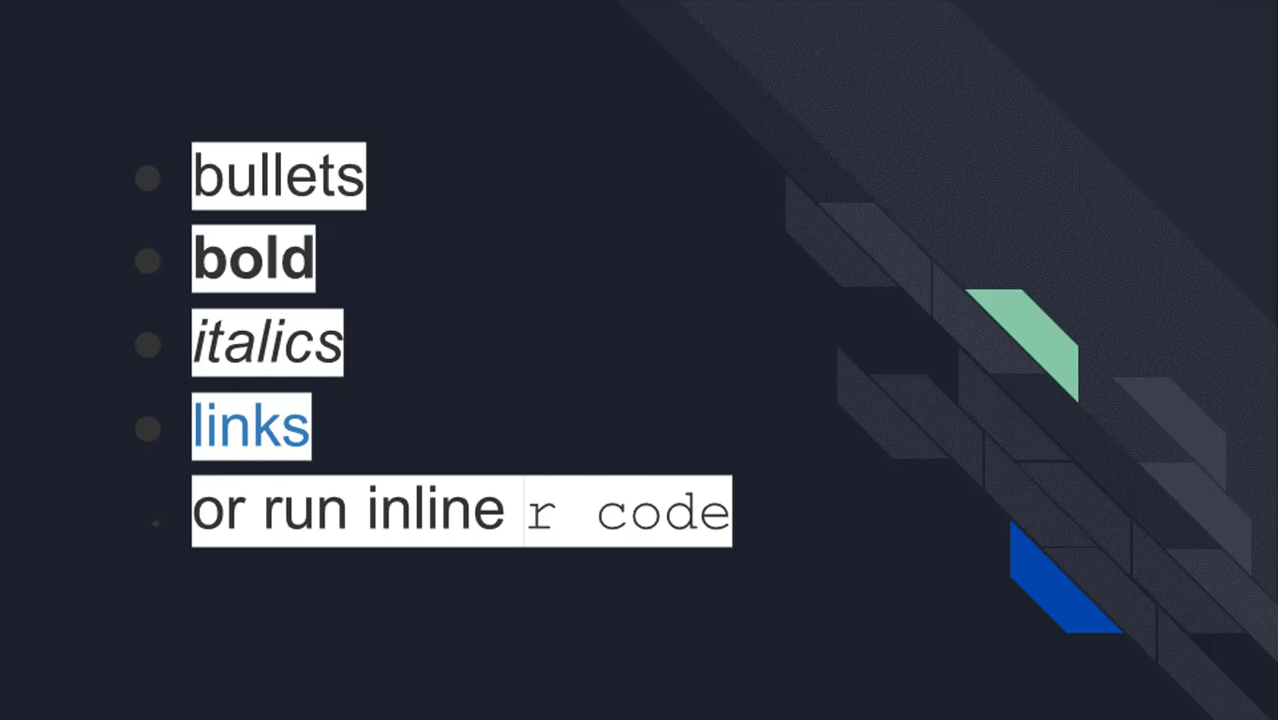 bullets
bold
italics
links
or run inline r code